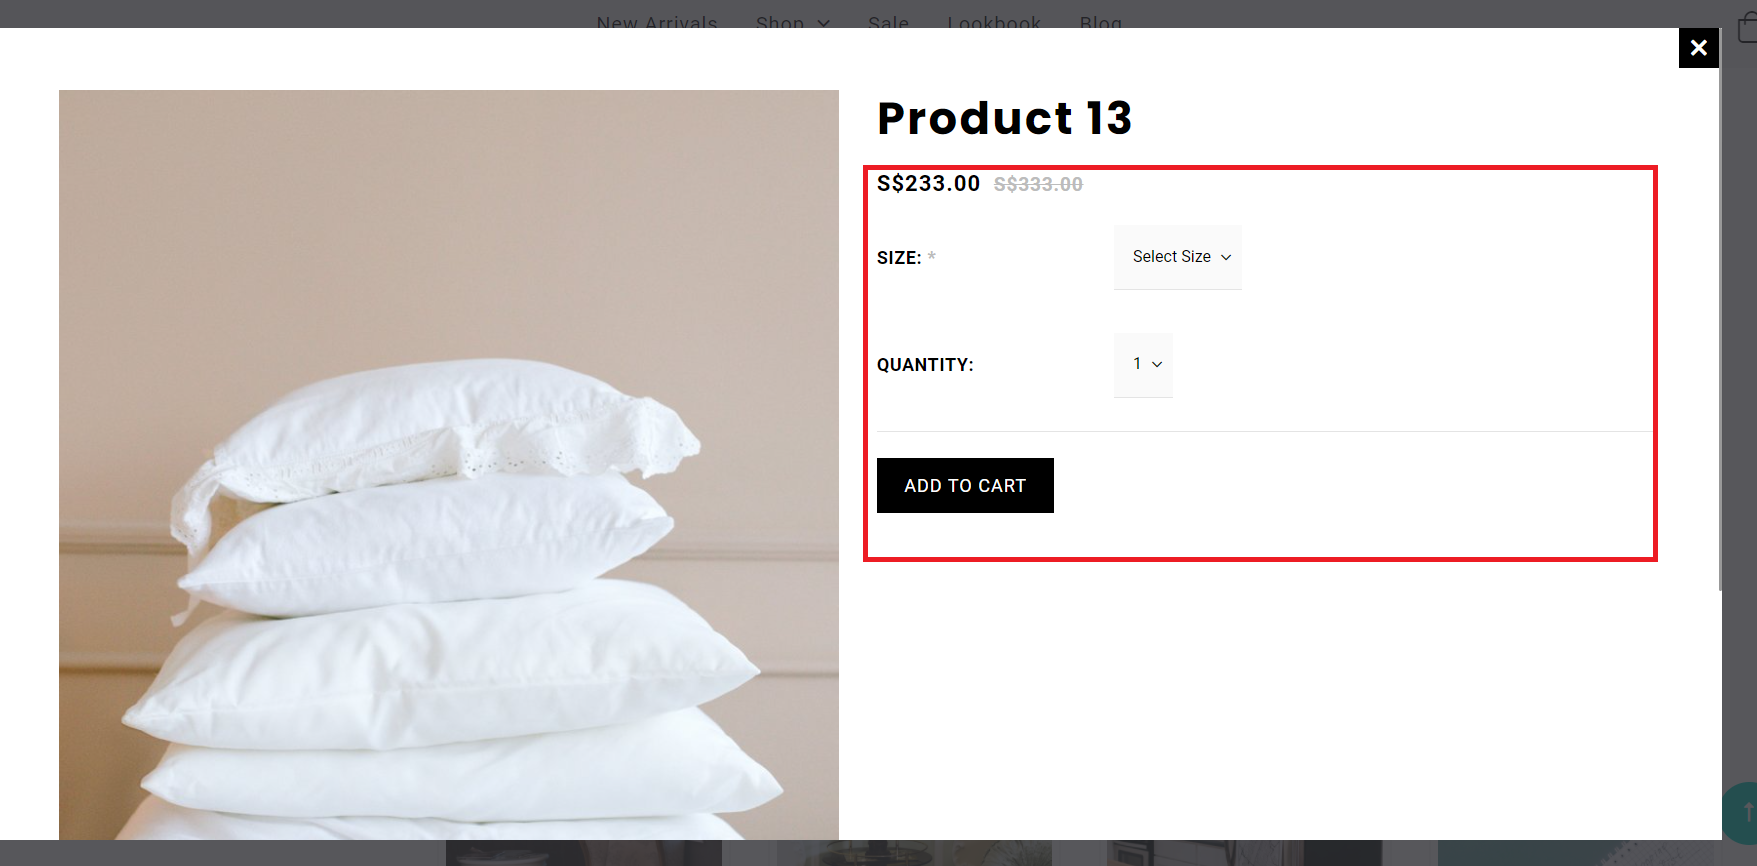 New Arrivals Shop Sale Lookbook Blog
Product 13
S$233.00 S$333.00
SIZE: * Select Size
QUANTITY: 1
ADD TO CART